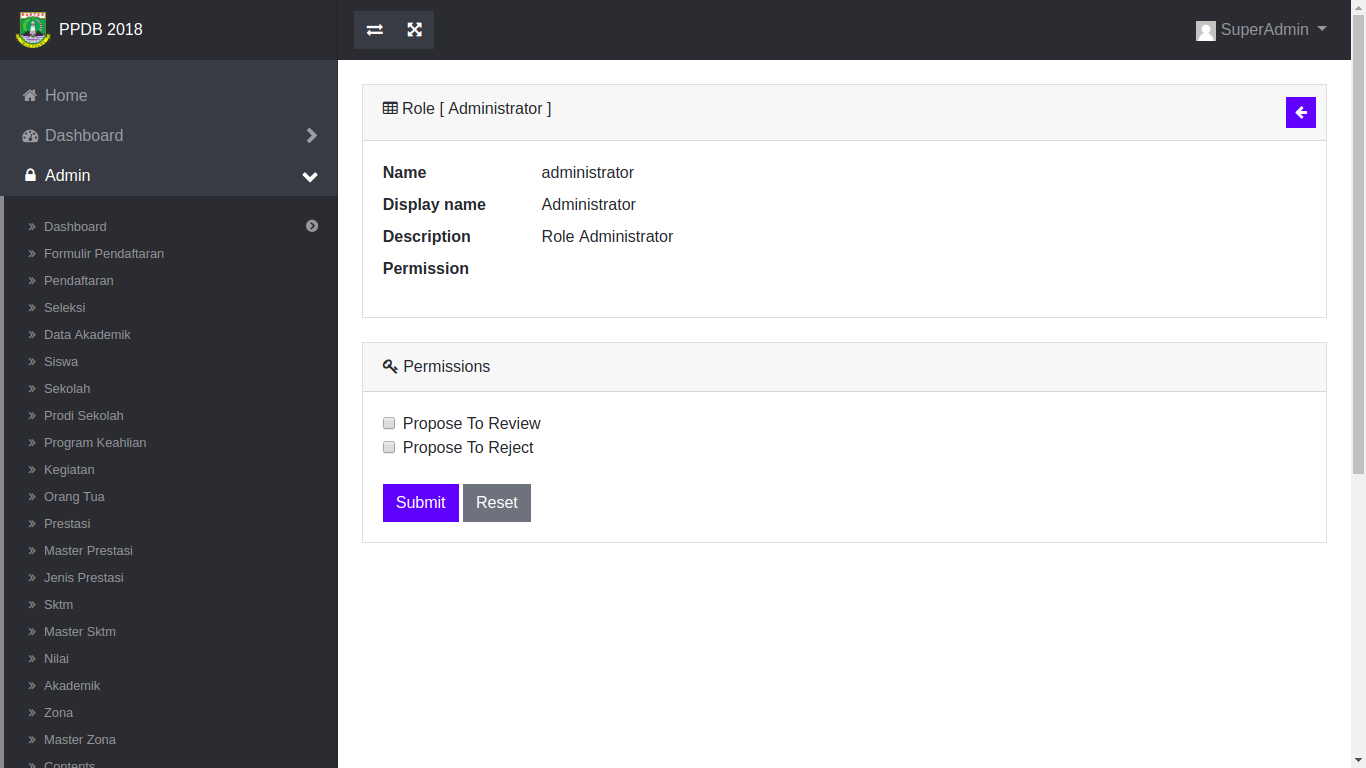 PPDB 2018
SuperAdmin
Home
Dashboard
Admin
Dashboard
Formulir Pendaftaran
Pendaftaran
Seleksi
Data Akademik
Siswa
Sekolah
Prodi Sekolah
Program Keahlian
Kegiatan
Orang Tua
Prestasi
Master Prestasi
Jenis Prestasi
Sktm
Master Sktm
Nilai
Akademik
Zona
Master Zona
Contents
Role [ Administrator ]
Name administrator
Display name Administrator
Description Role Administrator
Permission
Permissions
Propose To Review
Propose To Reject
Submit Reset